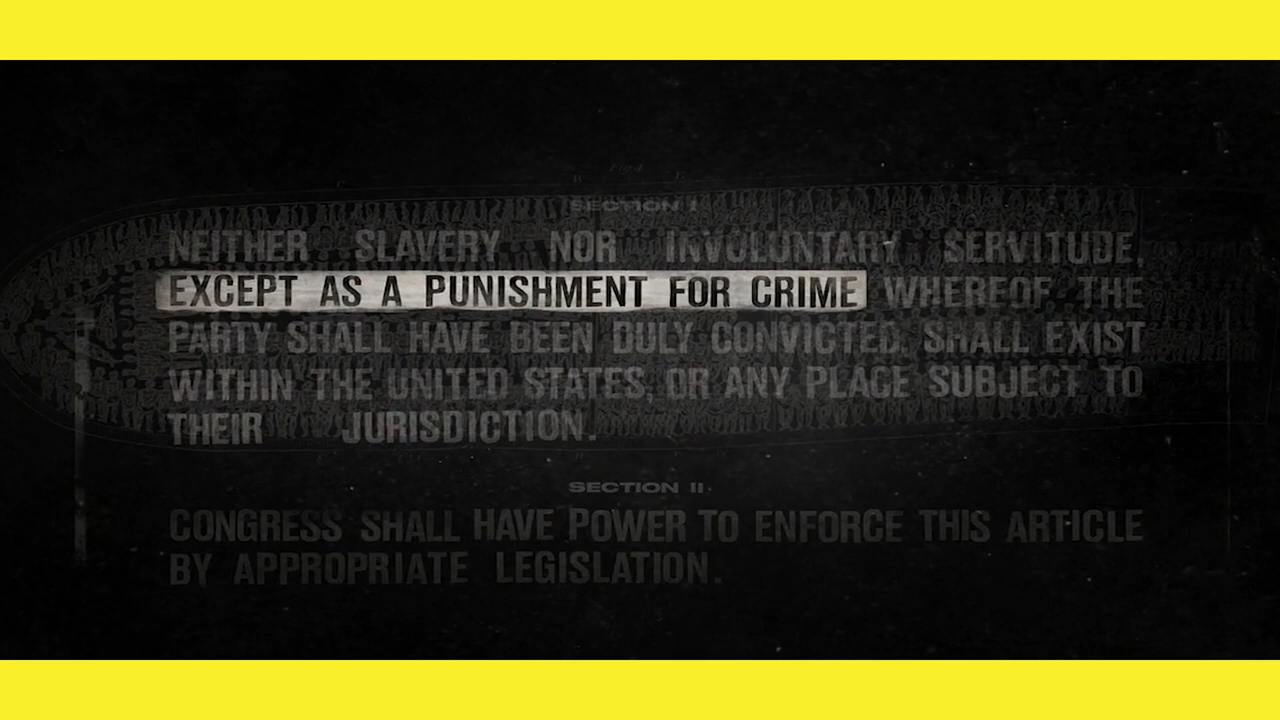 SECTION I
NEITHER SLAVERY NOR INVOLUNTARY SERVITUDE,
EXCEPT AS A PUNISHMENT FOR CRIME WHEREOF THE
PARTY SHALL HAVE BEEN DULY CONVICTED, SHALL EXIST
WITHIN THE UNITED STATES, OR ANY PLACE SUBJECT TO
THEIR JURISDICTION.
SECTION II
CONGRESS SHALL HAVE POWER TO ENFORCE THIS ARTICLE
BY APPROPRIATE LEGISLATION.